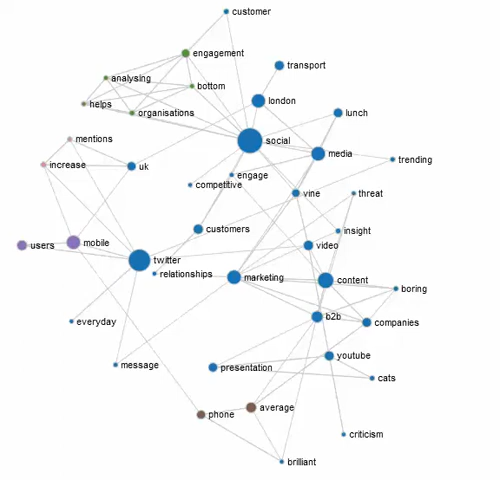 customer
engagement
transport
analysing
bottom
london
helps
organisations
lunch
social
mentions
media
trending
increase
uk
engage
competitive
vine
threat
customers
insight
users
mobile
video
twitter
relationships
marketing
content
boring
b2b
everyday
companies
youtube
message
presentation
cats
average
phone
criticism
brilliant